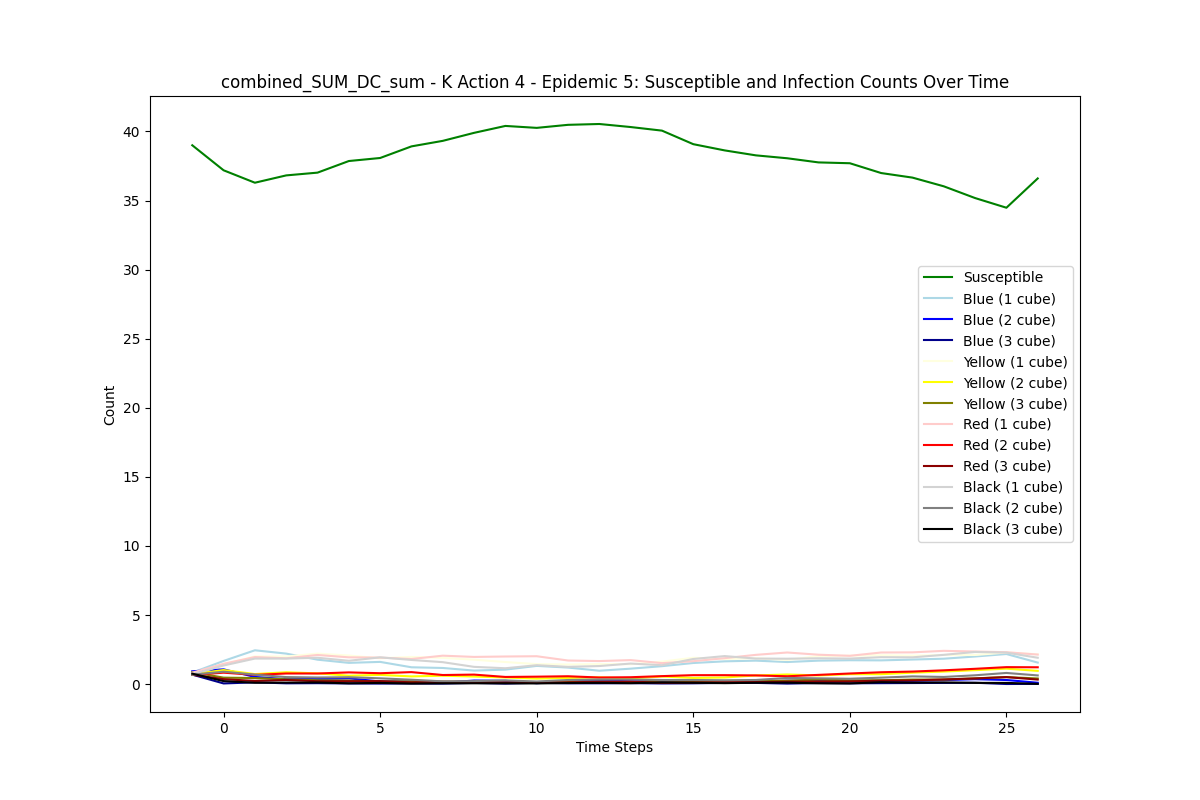 combined_SUM_DC_sum - K Action 4 - Epidemic 5: Susceptible and Infection Counts Over Time
40
35
30
25
20
15
10
5
0
Count
Susceptible
Blue (1 cube)
Blue (2 cube)
Blue (3 cube)
Yellow (1 cube)
Yellow (2 cube)
Yellow (3 cube)
Red (1 cube)
Red (2 cube)
Red (3 cube)
Black (1 cube)
Black (2 cube)
Black (3 cube)
0 5 10 15 20 25
Time Steps